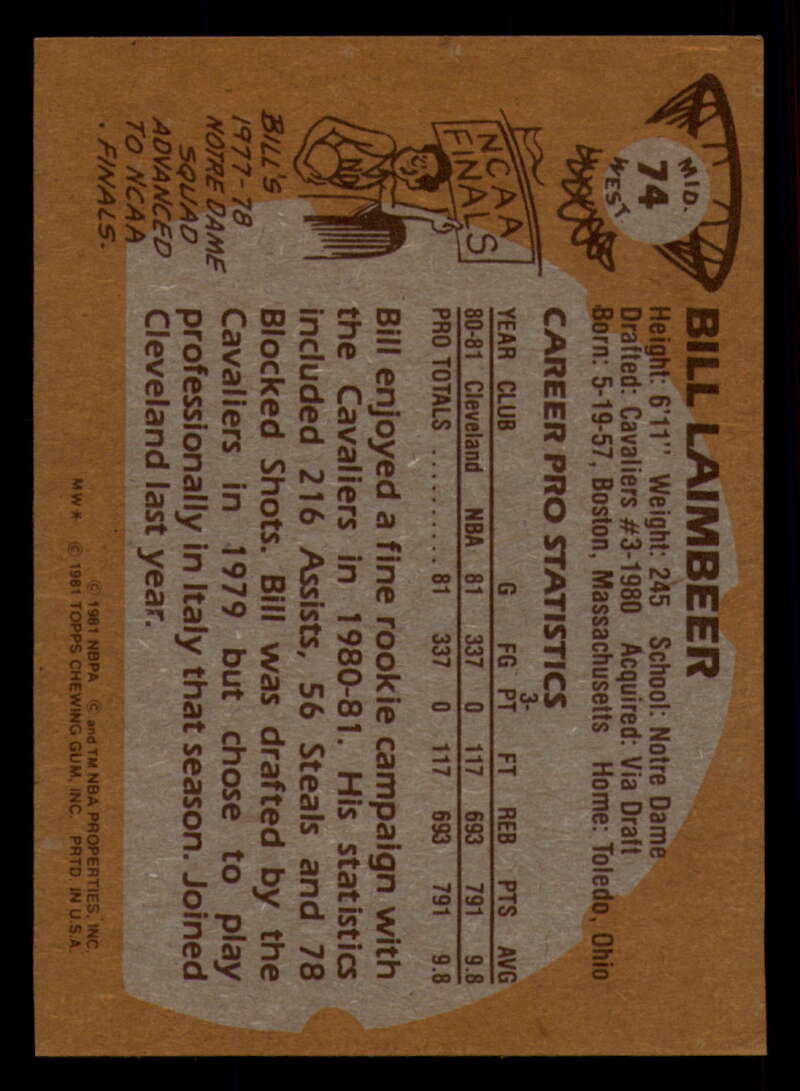 MID.
74
WEST
BILL LAIMBEER
Height: 6'11" Weight: 245 School: Notre Dame
Drafted: Cavaliers #3-1980 Acquired: Via Draft
Born: 5-19-57, Boston, Massachusetts Home: Toledo, Ohio
CAREER PRO STATISTICS
YEAR CLUB G FG 3-PT FT REB PTS AVG
80-81 Cleveland NBA 81 337 0 117 693 791 9.8
PRO TOTALS .......... 81 337 0 117 693 791 9.8
NCAA
FINALS
ND
BILL'S
1977-78
NOTRE DAME
SQUAD
ADVANCED
TO NCAA
FINALS.
Bill enjoyed a fine rookie campaign with
the Cavaliers in 1980-81. His statistics
included 216 Assists, 56 Steals and 78
Blocked Shots. Bill was drafted by the
Cavaliers in 1979 but chose to play
professionally in Italy that season. Joined
Cleveland last year.
© 1981 NBPA © and TM NBA PROPERTIES, INC.
MW* © 1981 TOPPS CHEWING GUM, INC. PRTD. IN U.S.A.